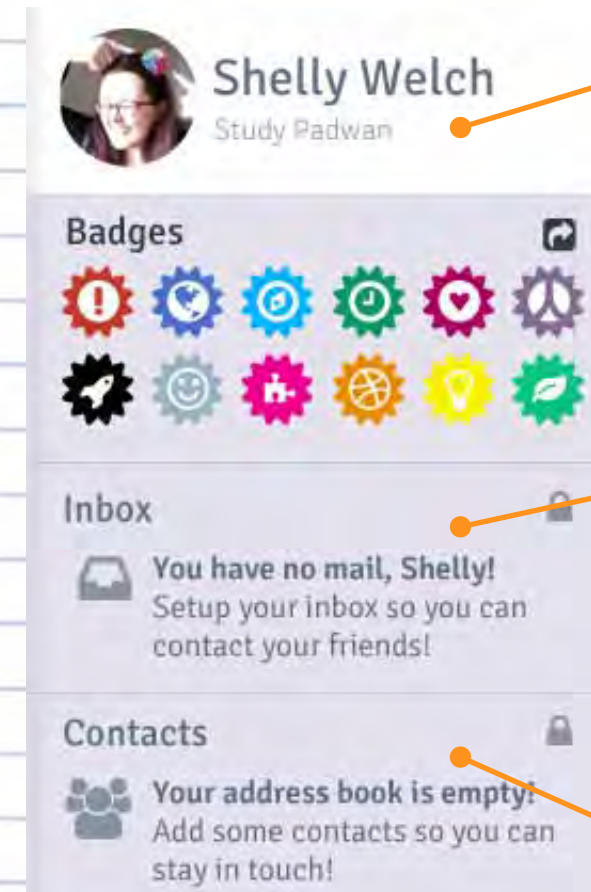 Shelly Welch
Study Padwan
Badges
Inbox
You have no mail, Shelly!
Setup your inbox so you can
contact your friends!
Contacts
Your address book is empty!
Add some contacts so you can
stay in touch!